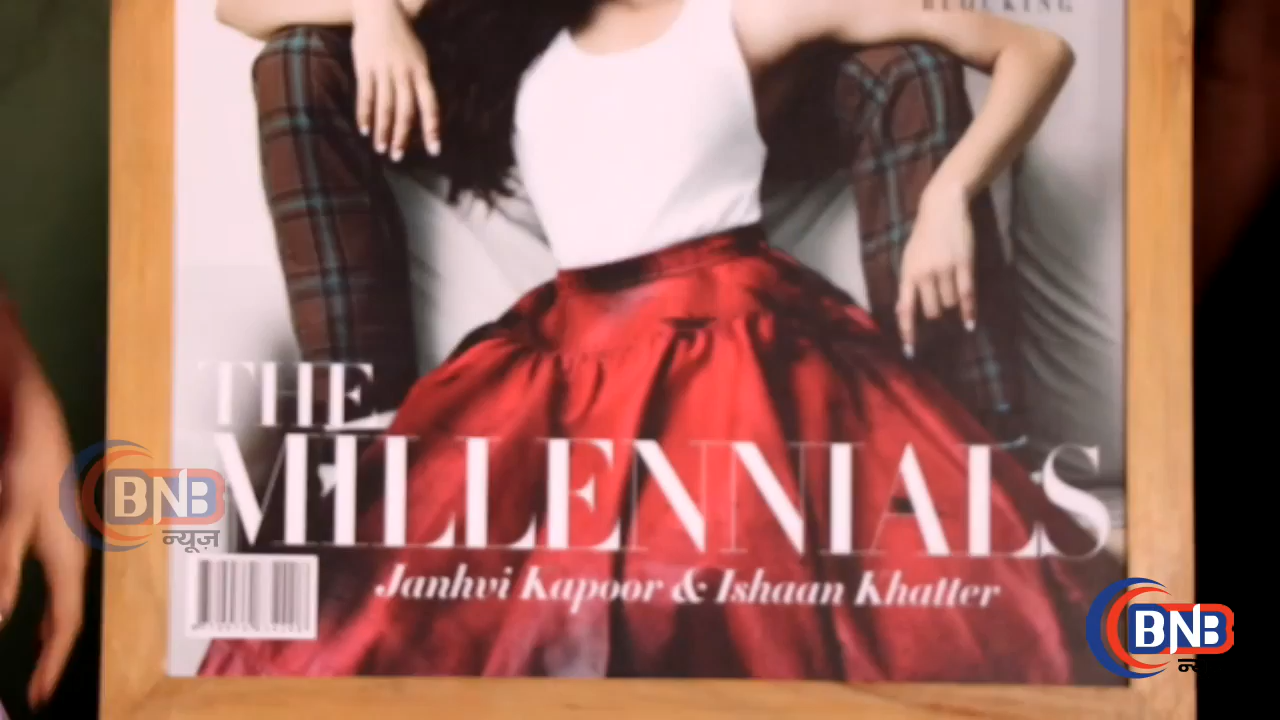 THE
MILLENNIALS
Janhvi Kapoor & Ishaan Khatter
BNB
न्यूज़
BNB